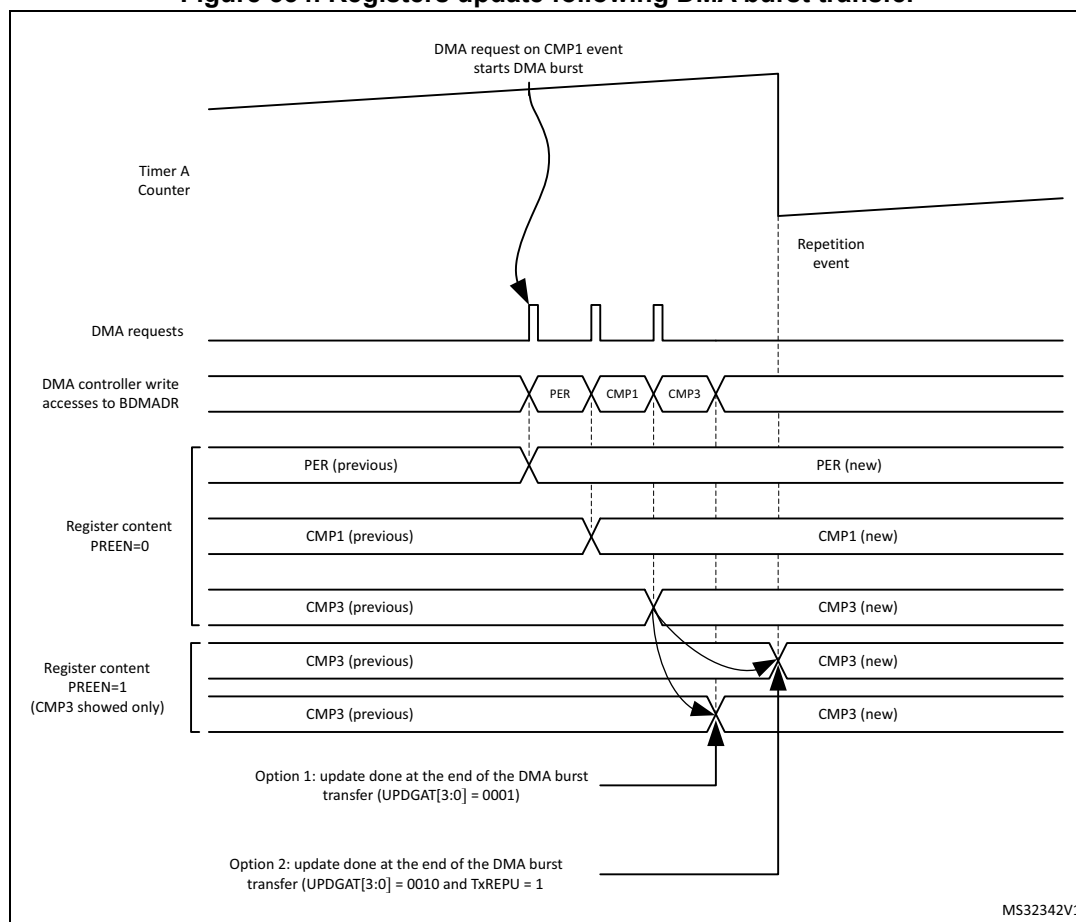 DMA request on CMP1 event
starts DMA burst
Timer A
Counter
Repetition
event
DMA requests
DMA controller write
accesses to BDMADR
PER
CMP1
CMP3
PER (previous)
PER (new)
Register content
PREEN=0
CMP1 (previous)
CMP1 (new)
CMP3 (previous)
CMP3 (new)
Register content
PREEN=1
(CMP3 showed only)
CMP3 (previous)
CMP3 (new)
CMP3 (previous)
CMP3 (new)
Option 1: update done at the end of the DMA burst
transfer (UPDGAT[3:0] = 0001)
Option 2: update done at the end of the DMA burst
transfer (UPDGAT[3:0] = 0010 and TxREPU = 1